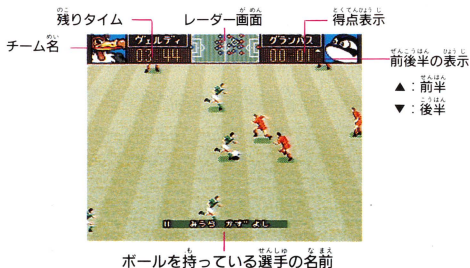 残りタイム
レーダー画面
得点表示
チーム名
ヴェルディ
グランパス
03:44
00-01
前後半の表示
▲：前半
▼：後半
11 みうら かずよし
ボールを持っている選手の名前